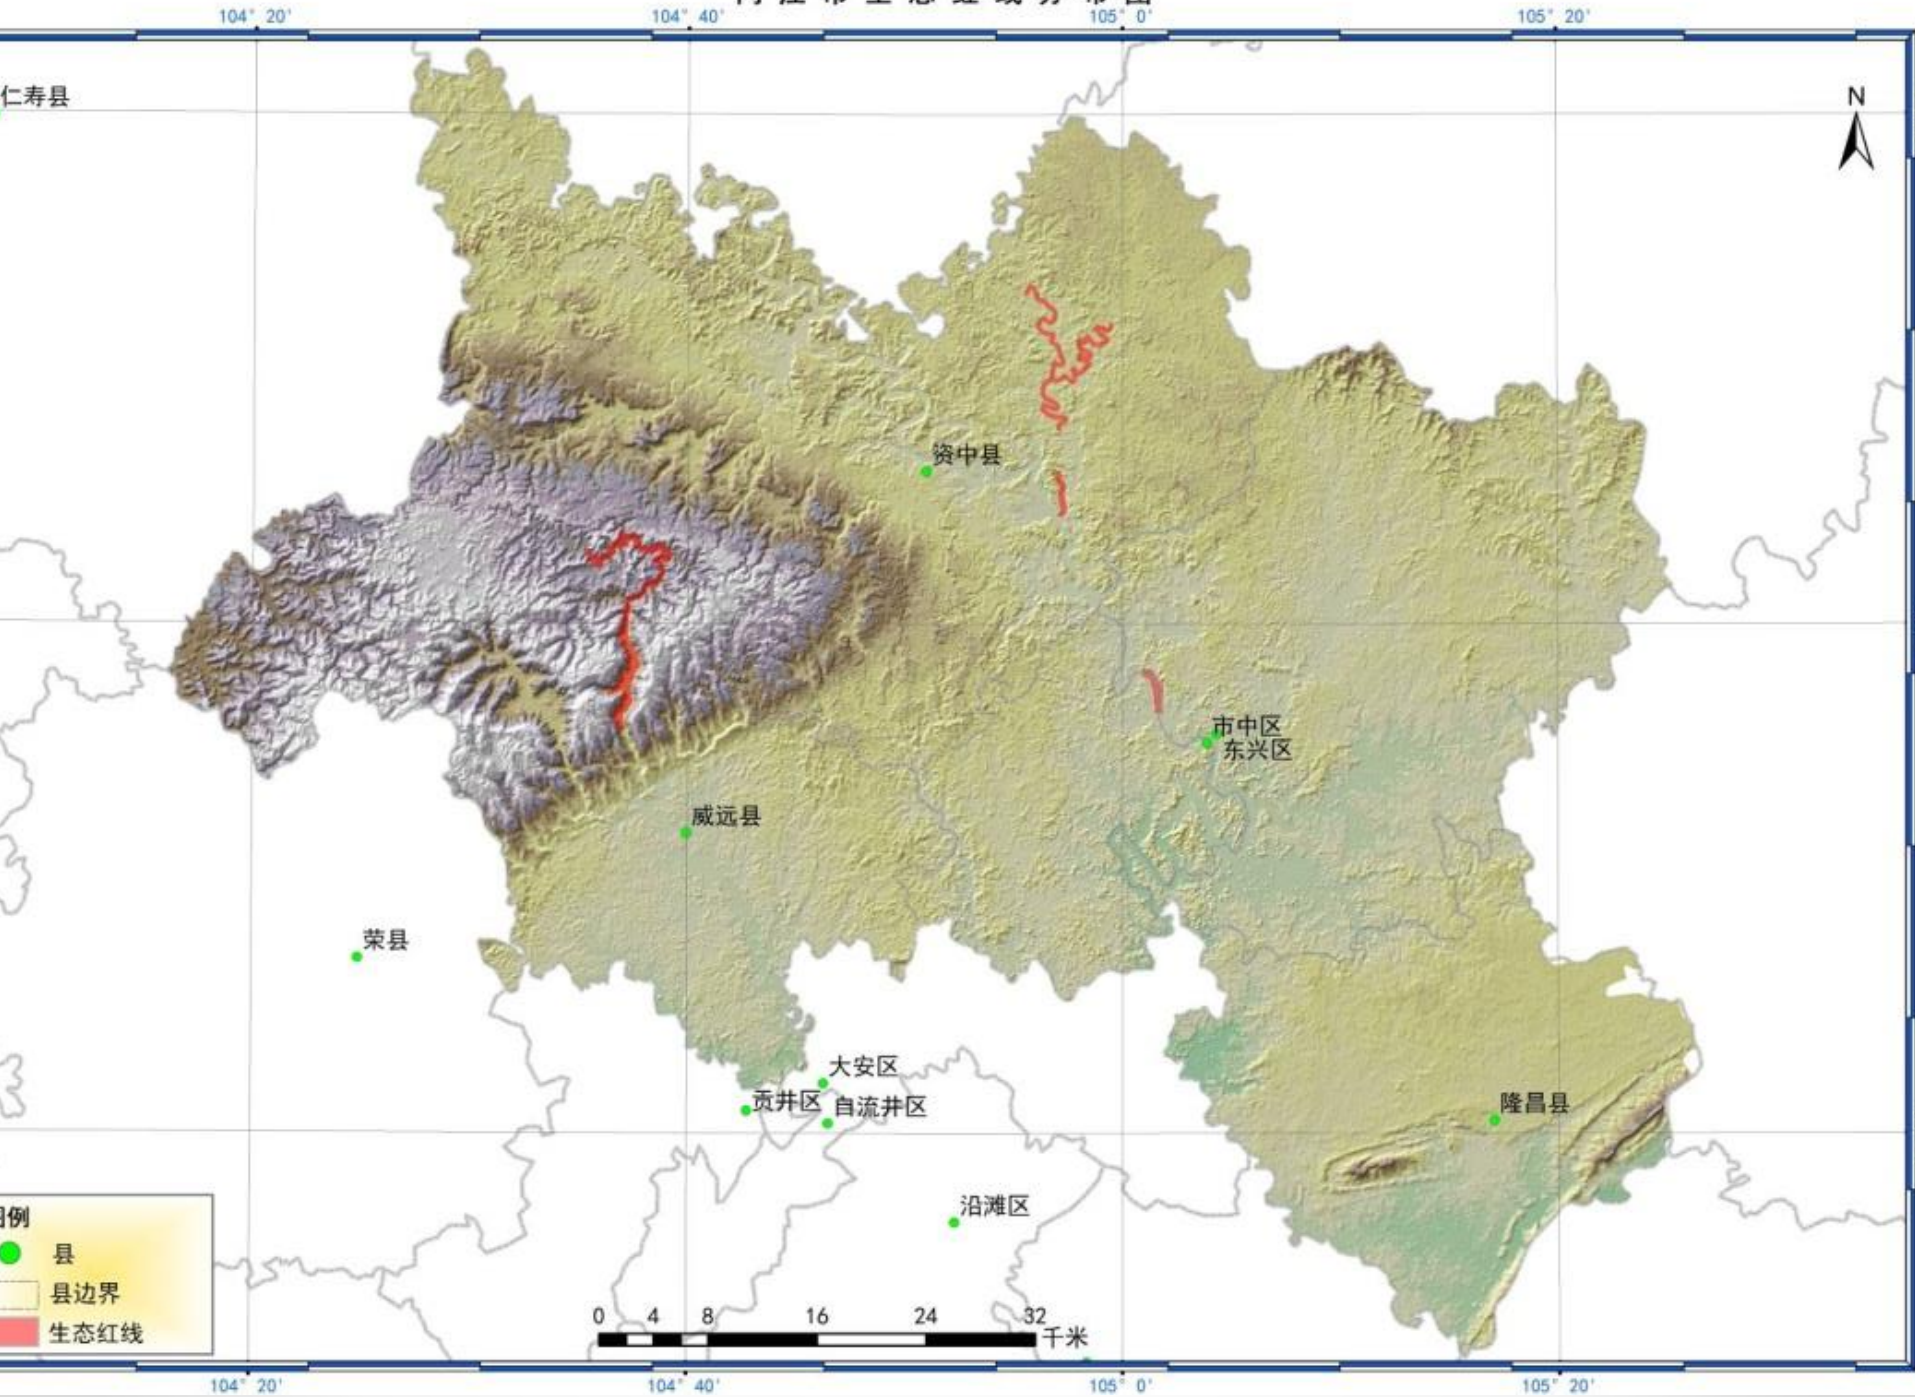 104° 20'
104° 40'
105° 0'
105° 20'
仁寿县
N
资中县
市中区
东兴区
威远县
荣县
大安区
贡井区
自流井区
隆昌县
沿滩区
例
县
县边界
生态红线
0 4 8 16 24 32
千米
104° 20'
104° 40'
105° 0'
105° 20'